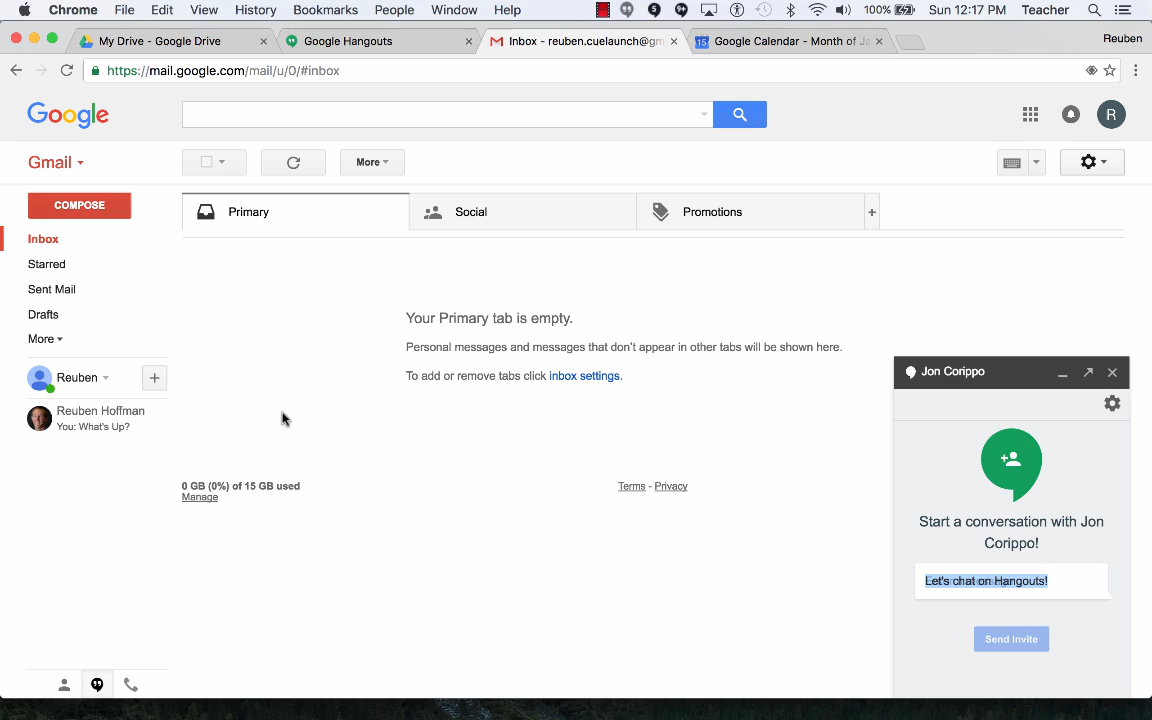 Chrome File Edit View History Bookmarks People Window Help 5 9+ 100% Sun 12:17 PM Teacher
My Drive - Google Drive Google Hangouts Inbox - reuben.cuelaunch@gm 15 Google Calendar - Month of Ja Reuben
https://mail.google.com/mail/u/0/#inbox
Google R
Gmail More
COMPOSE Primary Social Promotions +
Inbox
Starred
Sent Mail
Drafts
More
Reuben +
Reuben Hoffman
You: What's Up?
Your Primary tab is empty.
Personal messages and messages that don't appear in other tabs will be shown here.
To add or remove tabs click inbox settings.
0 GB (0%) of 15 GB used
Manage
Terms - Privacy
Jon Corippo
Start a conversation with Jon
Corippo!
Let's chat on Hangouts!
Send Invite